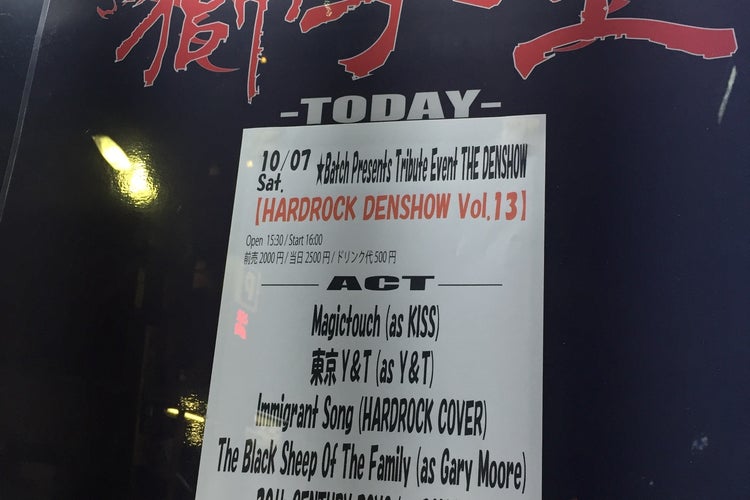 -TODAY-
10/07 Sat. ★Batch Presents Tribute Event THE DENSHOW
【HARDROCK DENSHOW Vol.13】
Open 15:30 / Start 16:00
前売 2000円 / 当日 2500円 / ドリンク代 500円
ACT
Magictouch (as KISS)
東京Y&T (as Y&T)
Immigrant Song (HARDROCK COVER)
The Black Sheep Of The Family (as Gary Moore)